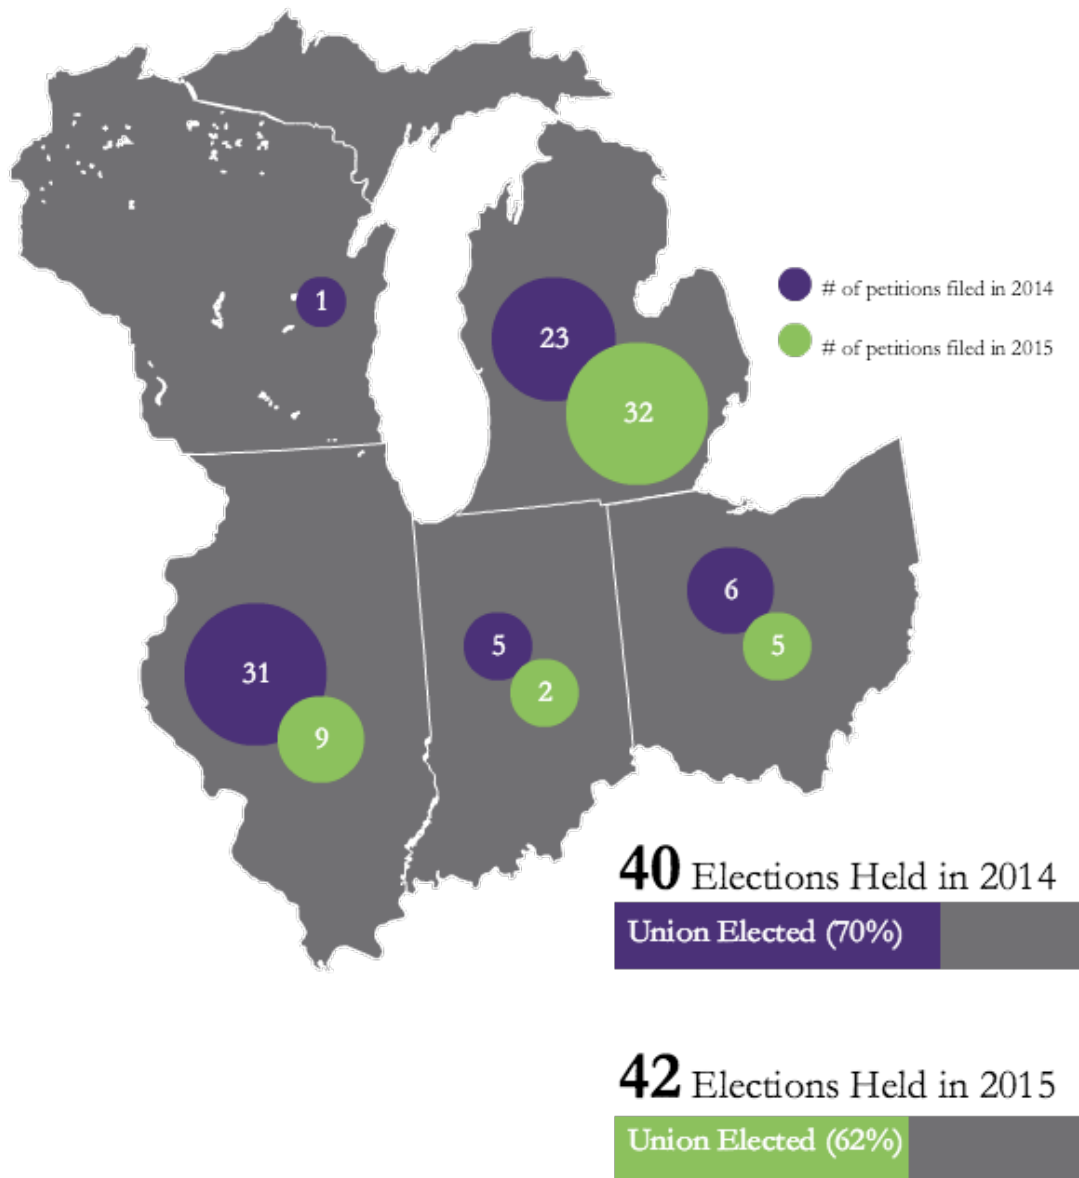 1
# of petitions filed in 2014
23
# of petitions filed in 2015
32
6
5
5
31
2
9
40 Elections Held in 2014
Union Elected (70%)
42 Elections Held in 2015
Union Elected (62%)